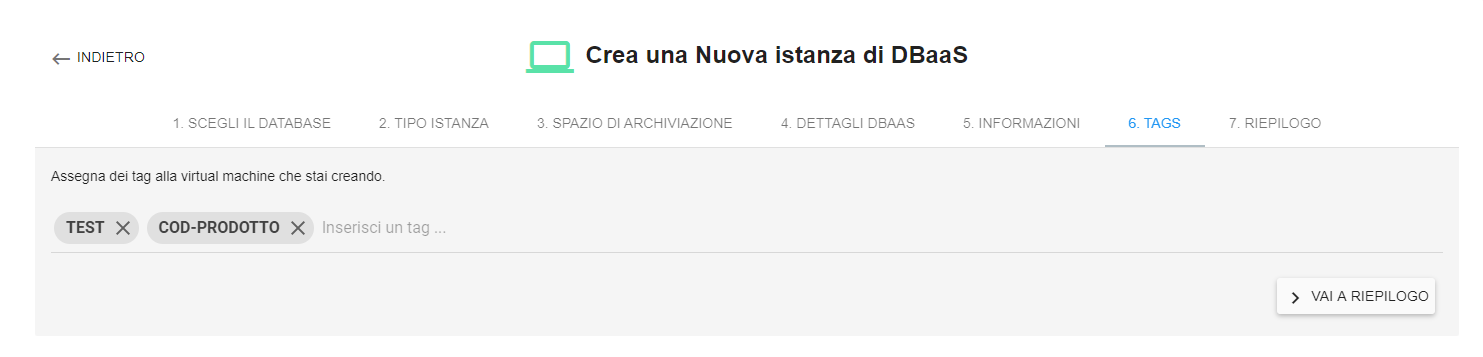 INDIETRO
Crea una Nuova istanza di DBaaS
1. SCEGLI IL DATABASE 2. TIPO ISTANZA 3. SPAZIO DI ARCHIVIAZIONE 4. DETTAGLI DBAAS 5. INFORMAZIONI 6. TAGS 7. RIEPILOGO
Assegna dei tag alla virtual machine che stai creando.
TEST COD-PRODOTTO Inserisci un tag ...
VAI A RIEPILOGO